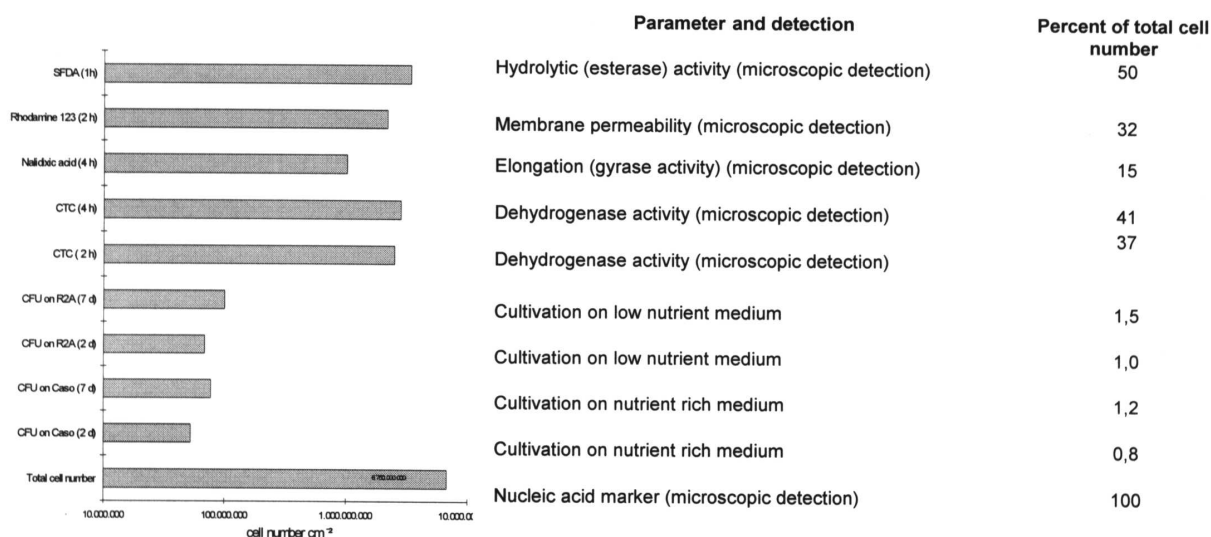 Parameter and detection
Percent of total cell
number
SFDA (1h)
Hydrolytic (esterase) activity (microscopic detection)
50
Rhodamine 123 (2 h)
Membrane permeability (microscopic detection)
32
Nalidixic acid (4 h)
Elongation (gyrase activity) (microscopic detection)
15
CTC (4 h)
Dehydrogenase activity (microscopic detection)
41
CTC ( 2 h)
Dehydrogenase activity (microscopic detection)
37
CFU on R2A (7 d)
Cultivation on low nutrient medium
1,5
CFU on R2A (2 d)
Cultivation on low nutrient medium
1,0
CFU on Caso (7 d)
Cultivation on nutrient rich medium
1,2
CFU on Caso (2 d)
Cultivation on nutrient rich medium
0,8
Total cell number
6.700.000.000
Nucleic acid marker (microscopic detection)
100
10.000.000
100.000.000
1.000.000.000
cell number cm⁻²